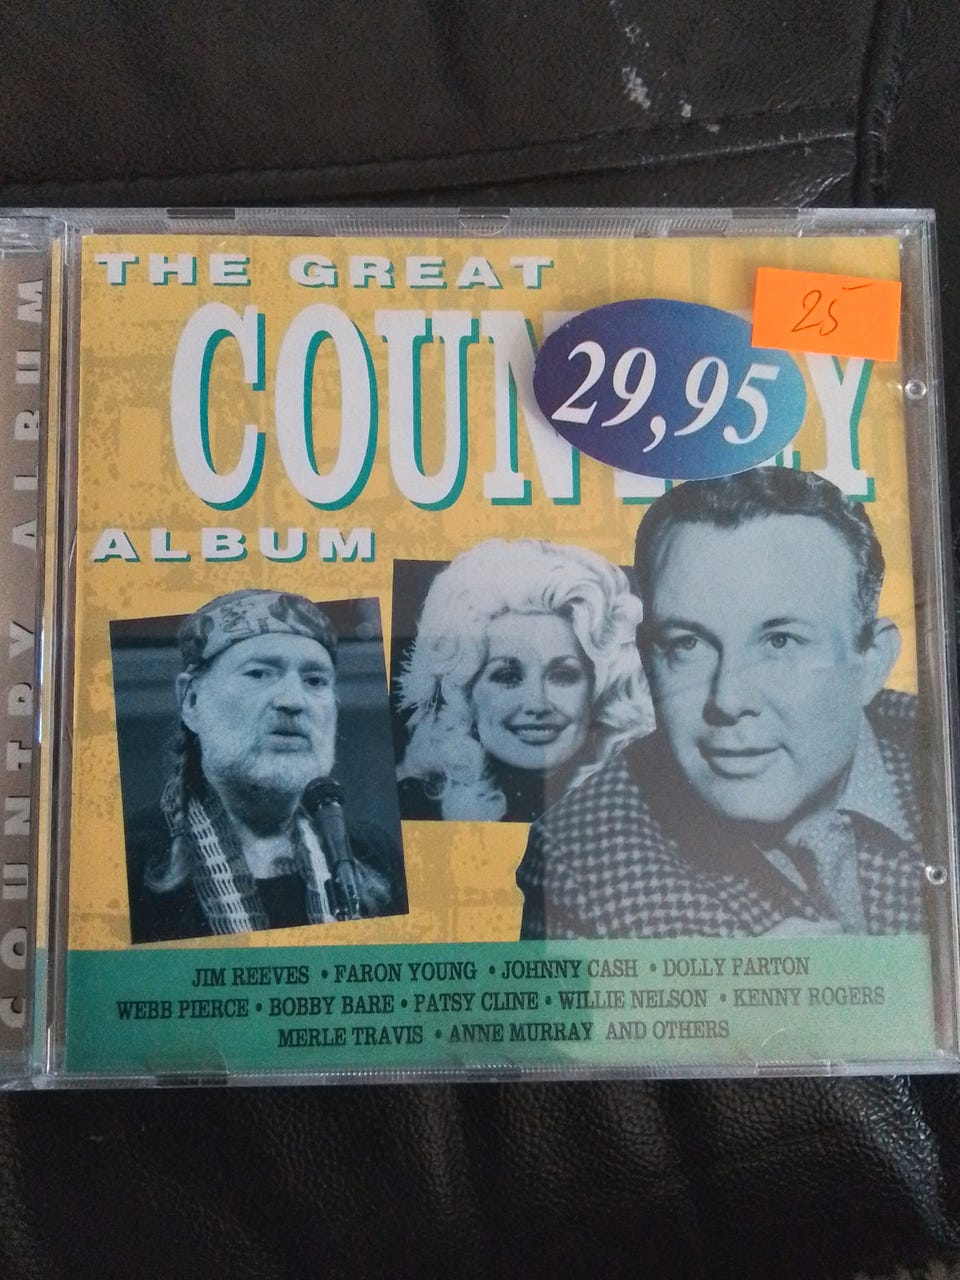 THE GREAT
COUNTRY
29,95
25
ALBUM
JIM REEVES • FARON YOUNG • JOHNNY CASH • DOLLY PARTON
WEBB PIERCE • BOBBY BARE • PATSY CLINE • WILLIE NELSON • KENNY ROGERS
MERLE TRAVIS • ANNE MURRAY AND OTHERS
COUNTRY ALBUM